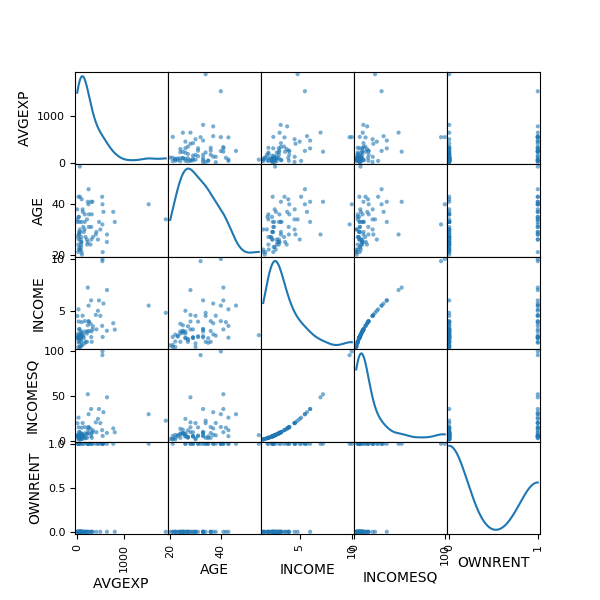 AVGEXP
1000
0
AGE
40
20
INCOME
10
5
INCOMESQ
100
50
0
OWNRENT
1.0
0.5
0.0
0 1000 20 40 5 10 0 100 0 1
AVGEXP AGE INCOME INCOMESQ OWNRENT